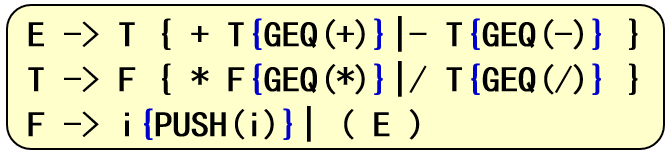 E -> T { + T{GEQ(+)}|- T{GEQ(-)} }
T -> F { * F{GEQ(*)}|/ T{GEQ(/)} }
F -> i{PUSH(i)}| ( E )